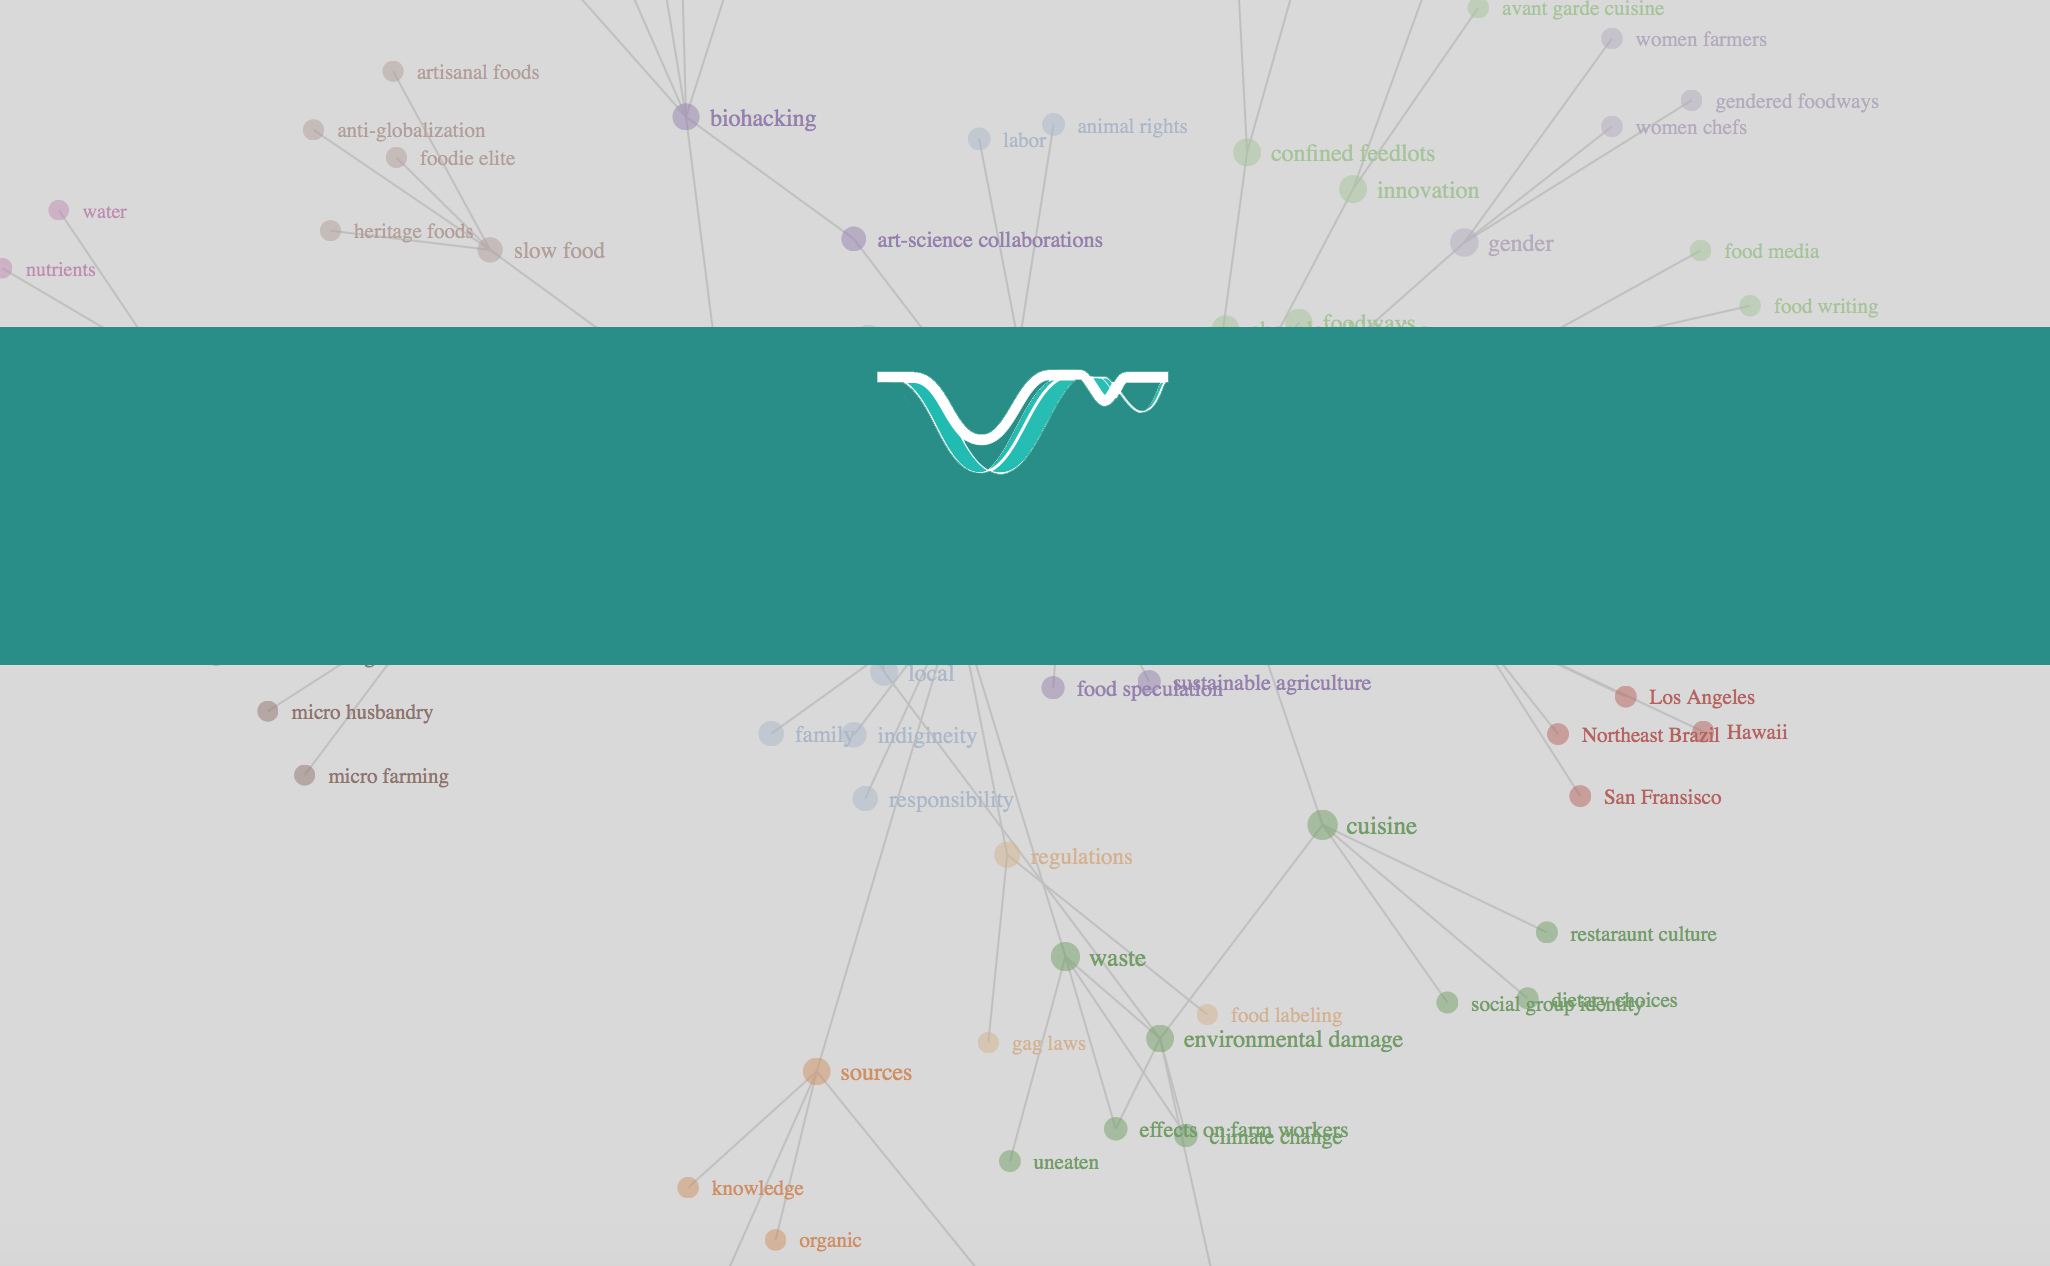 avant garde cuisine
women farmers
artisanal foods
gendered foodways
biohacking
animal rights
women chefs
anti-globalization
labor
foodie elite
confined feedlots
innovation
water
heritage foods
art-science collaborations
gender
slow food
food media
nutrients
food writing
foodways
local
food speculation
sustainable agriculture
Los Angeles
micro husbandry
family
indigineity
Northeast Brazil
Hawaii
micro farming
responsibility
San Fransisco
cuisine
regulations
restaraunt culture
waste
social group identity
dietary choices
food labeling
gag laws
environmental damage
sources
effects on farm workers
climate change
uneaten
knowledge
organic